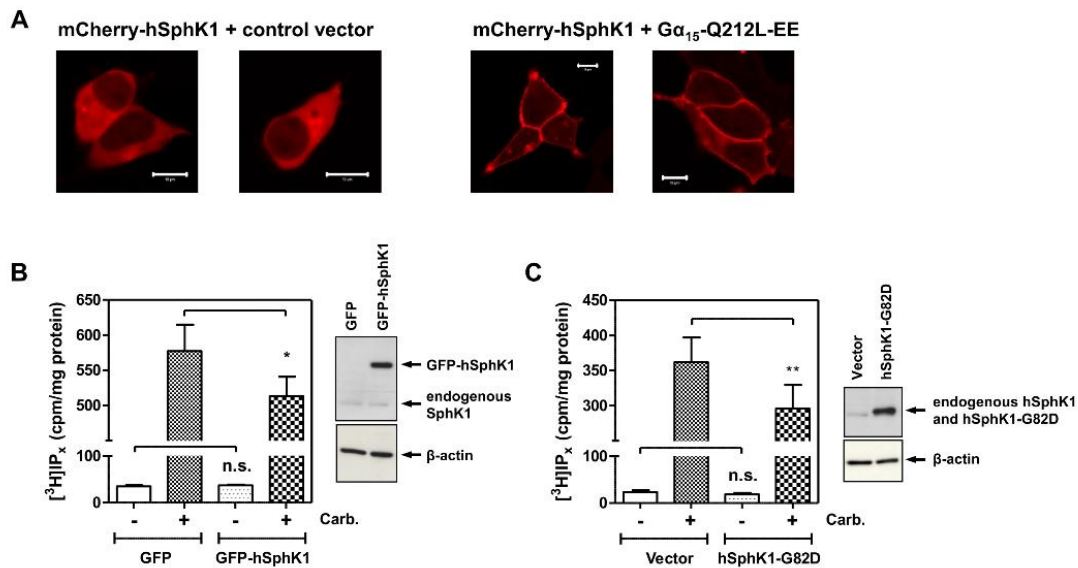 A
mCherry-hSphK1 + control vector
mCherry-hSphK1 + Gα15-Q212L-EE
10 µm
B
[³H]IPx (cpm/mg protein)
650
600
550
500
100
50
0
n.s.
*
- + - + Carb.
GFP GFP-hSphK1
GFP
GFP-hSphK1
GFP-hSphK1
endogenous
SphK1
β-actin
C
[³H]IPx (cpm/mg protein)
450
400
350
300
250
100
50
0
n.s.
**
- + - + Carb.
Vector hSphK1-G82D
Vector
hSphK1-G82D
endogenous hSphK1
and hSphK1-G82D
β-actin